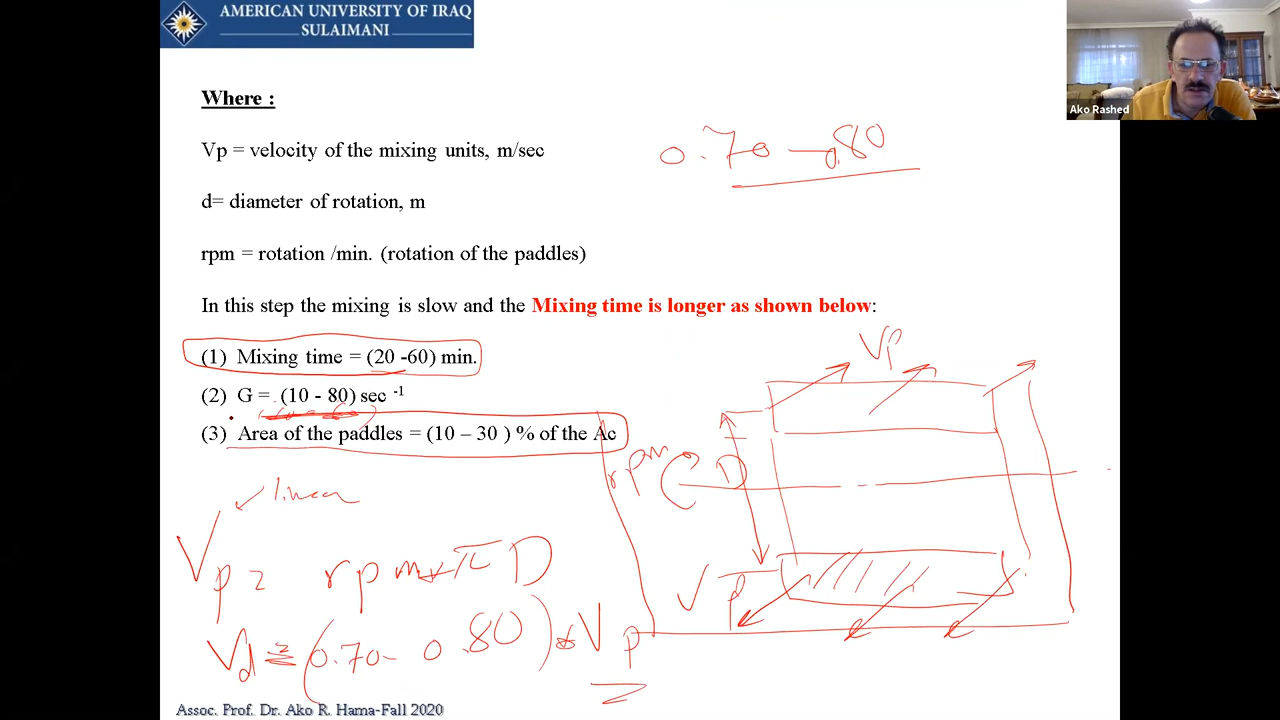 AMERICAN UNIVERSITY OF IRAQ
SULAIMANI
Ako Rashed
Where :
0.70 – 0.80
Vp = velocity of the mixing units, m/sec
d= diameter of rotation, m
rpm = rotation /min. (rotation of the paddles)
In this step the mixing is slow and the Mixing time is longer as shown below:
(1) Mixing time = (20 -60) min.
(2) G = (10 - 80) sec -1
(3) Area of the paddles = (10 – 30 ) % of the Ac
Vp
rpm
D
linear
Vp = rpm * π D
Vp
Vd = (0.70 - 0.80) * Vp
Assoc. Prof. Dr. Ako R. Hama-Fall 2020